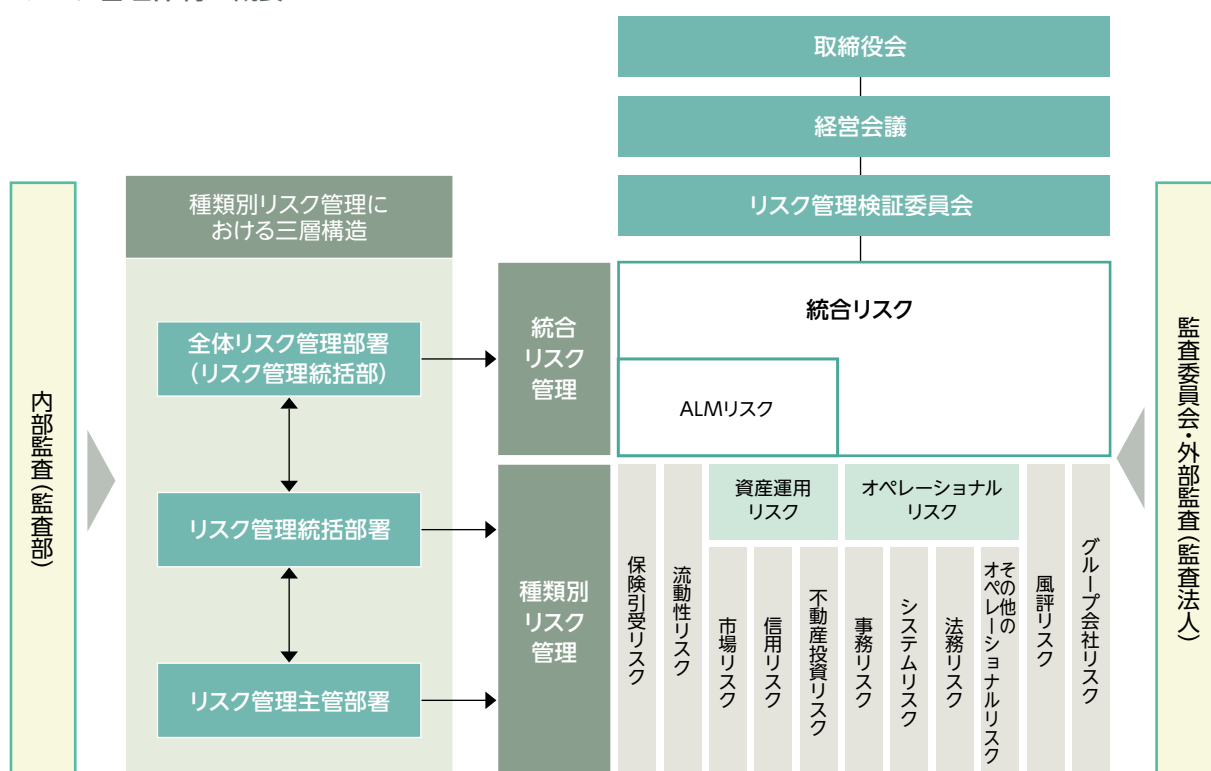 取締役会
経営会議
リスク管理検証委員会
種類別リスク管理に
おける三層構造
全体リスク管理部署
（リスク管理統括部）
リスク管理統括部署
リスク管理主管部署
内部監査（監査部）
統合
リスク
管理
統合リスク
ALMリスク
種類別
リスク
管理
資産運用
リスク
オペレーショナル
リスク
保険引受リスク
流動性リスク
市場リスク
信用リスク
不動産投資リスク
事務リスク
システムリスク
法務リスク
その他の
オペレーショナルリスク
風評リスク
グループ会社リスク
監査委員会・外部監査（監査法人）